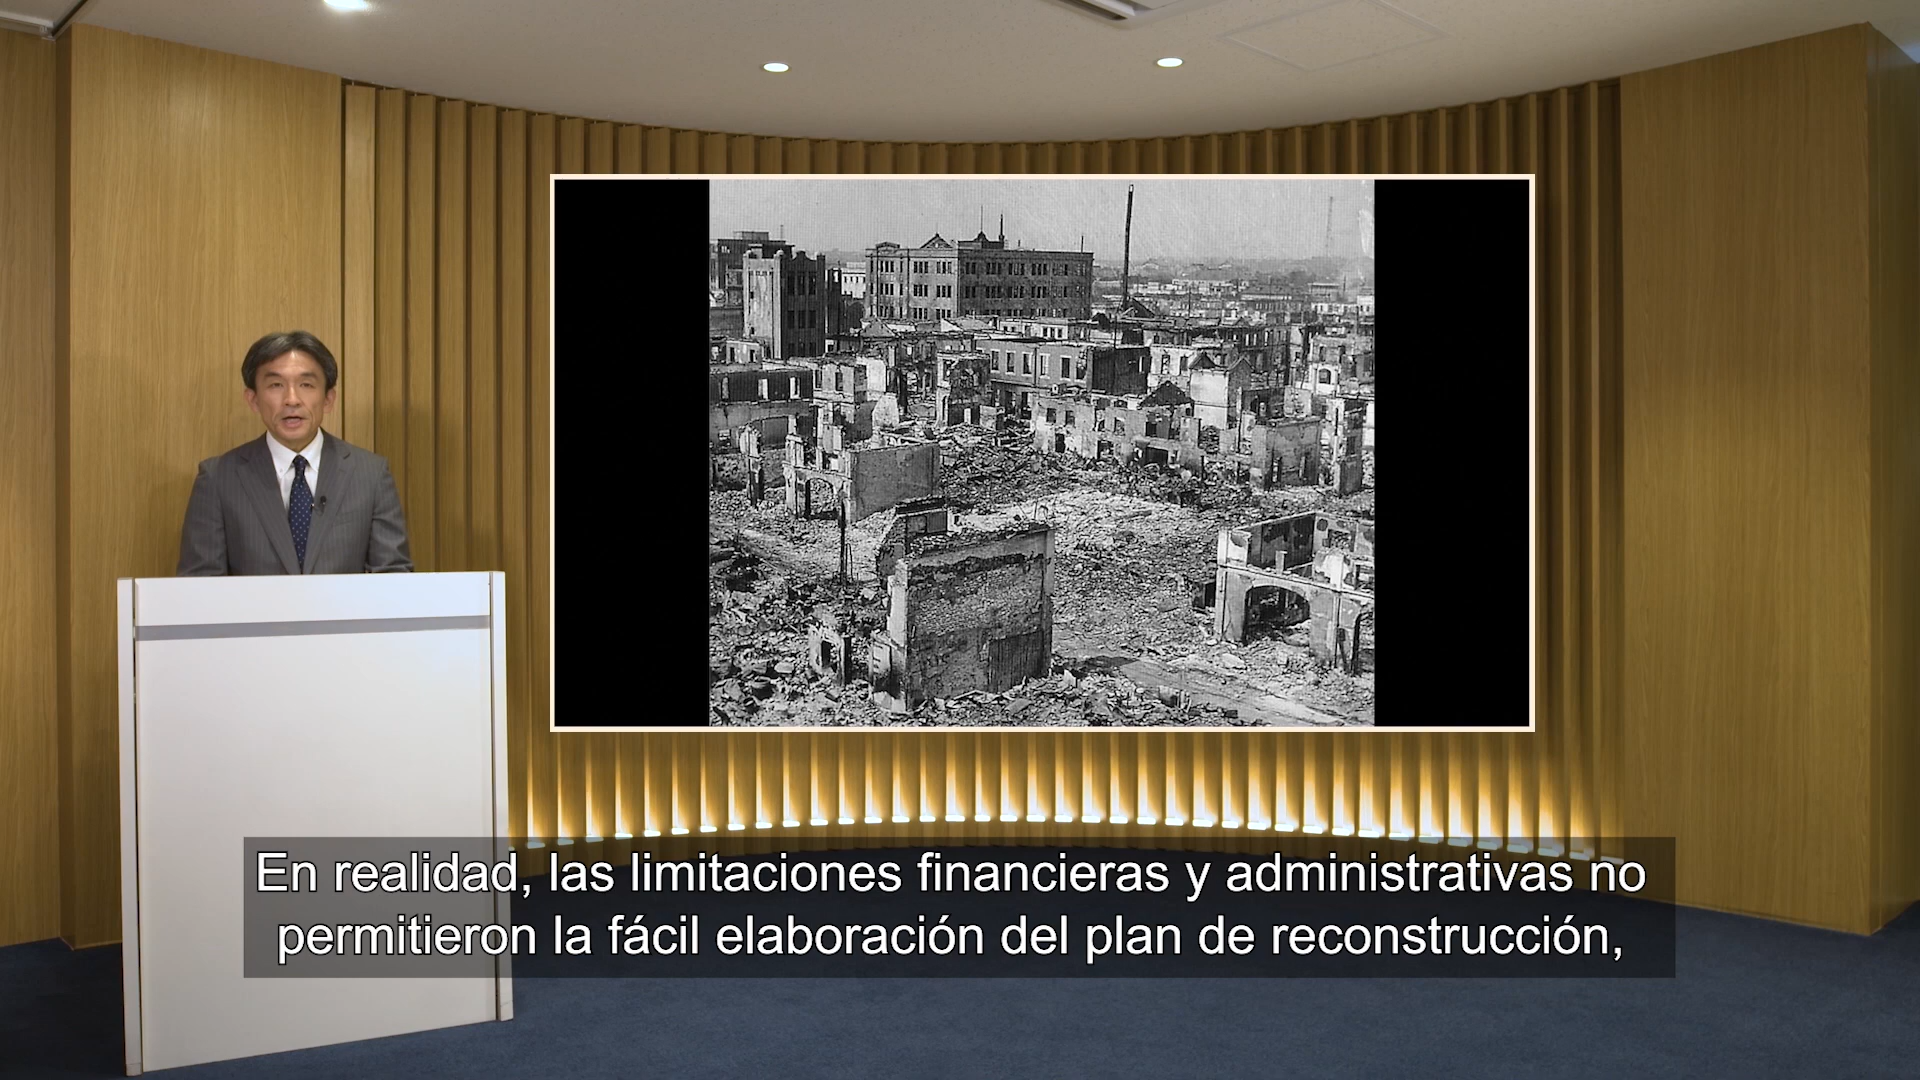 En realidad, las limitaciones financieras y administrativas no
permitieron la fácil elaboración del plan de reconstrucción,